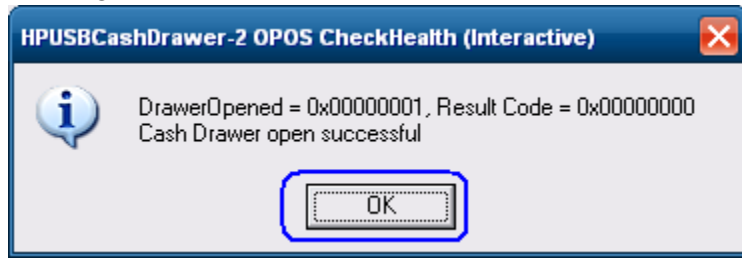 HPUSBCashDrawer-2 OPOS CheckHealth (Interactive)
DrawerOpened = 0x00000001, Result Code = 0x00000000
Cash Drawer open successful
OK